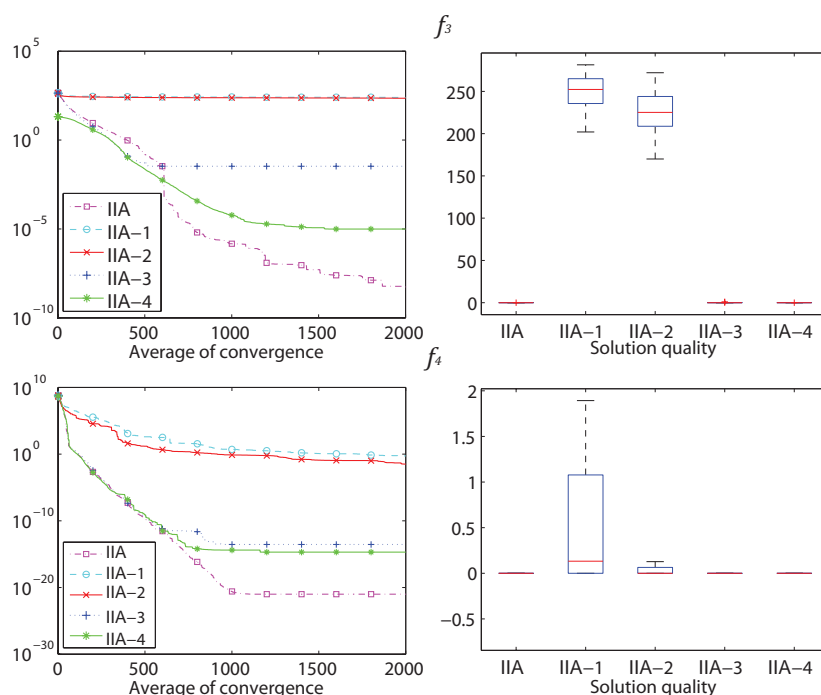 f3
10^5
10^0
10^−5
10^−10
IIA
IIA−1
IIA−2
IIA−3
IIA−4
0 500 1000 1500 2000
Average of convergence
250
200
150
100
50
0
IIA IIA−1 IIA−2 IIA−3 IIA−4
Solution quality
f4
10^10
10^0
10^−10
10^−20
10^−30
IIA
IIA−1
IIA−2
IIA−3
IIA−4
0 500 1000 1500 2000
Average of convergence
2
1.5
1
0.5
0
−0.5
IIA IIA−1 IIA−2 IIA−3 IIA−4
Solution quality